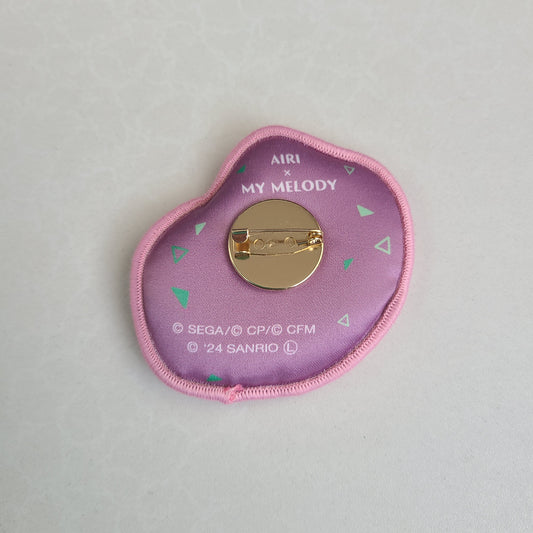 AIRI
×
MY MELODY
© SEGA/© CP/© CFM
© '24 SANRIO Ⓛ